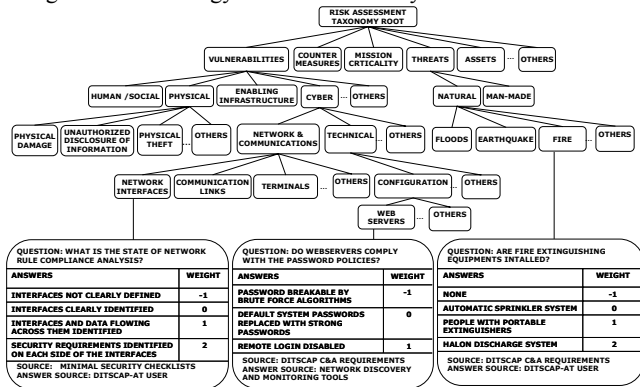 RISK ASSESSMENT
TAXONOMY ROOT
VULNERABILITIES
COUNTER
MEASURES
MISSION
CRTICALITY
THREATS
ASSETS
...
OTHERS
HUMAN /SOCIAL
PHYSICAL
ENABLING
INFRASTRUCTURE
CYBER
...
OTHERS
NATURAL
MAN-MADE
PHYSICAL
DAMAGE
UNAUTHORIZED
DISCLOSURE OF
INFORMATION
PHYSICAL
THEFT
...
OTHERS
NETWORK &
COMMUNICATIONS
TECHNICAL
...
OTHERS
FLOODS
EARTHQUAKE
FIRE
...
OTHERS
NETWORK
INTERFACES
COMMUNICATION
LINKS
TERMINALS
...
OTHERS
CONFIGURATION
...
OTHERS
WEB
SERVERS
...
OTHERS
QUESTION: WHAT IS THE STATE OF NETWORK
RULE COMPLIANCE ANALYSIS?
ANSWERS WEIGHT
INTERFACES NOT CLEARLY DEFINED -1
INTERFACES CLEARLY IDENTIFIED 0
INTERFACES AND DATA FLOWING
ACROSS THEM IDENTIFIED 1
SECURITY REQUIREMENTS IDENTIFIED
ON EACH SIDE OF THE INTERFACES 2
SOURCE: MINIMAL SECURITY CHECKLISTS
ANSWER SOURCE: DITSCAP-AT USER
QUESTION: DO WEBSERVERS COMPLY
WITH THE PASSWORD POLICIES?
ANSWERS WEIGHT
PASSWORD BREAKABLE BY
BRUTE FORCE ALGORITHMS -1
DEFAULT SYSTEM PASSWORDS
REPLACED WITH STRONG
PASSWORDS 0
REMOTE LOGIN DISABLED 1
SOURCE: DITSCAP C&A REQUIREMENTS
ANSWER SOURCE: NETWORK DISCOVERY
AND MONITORING TOOLS
QUESTION: ARE FIRE EXTINGUISHING
EQUIPMENTS INTALLED?
ANSWERS WEIGHT
NONE -1
AUTOMATIC SPRINKLER SYSTEM 0
PEOPLE WITH PORTABLE
EXTINGUISHERS 1
HALON DISCHARGE SYSTEM 2
SOURCE: DITSCAP C&A REQUIREMENTS
ANSWER SOURCE: DITSCAP-AT USER